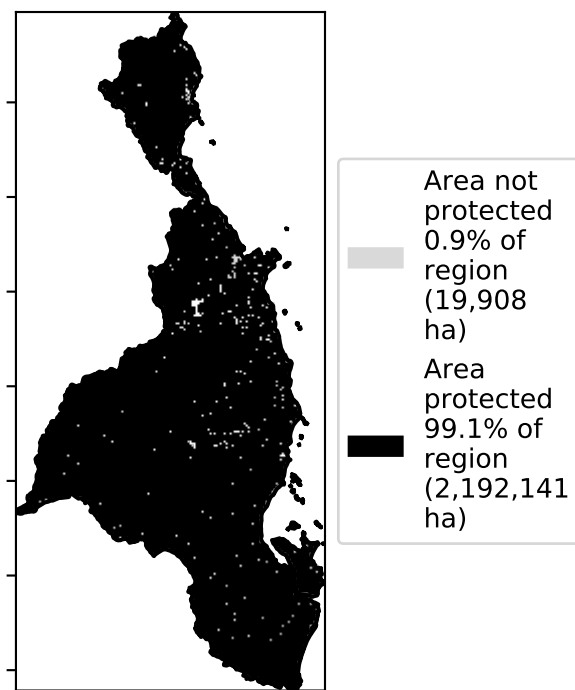 Area not
protected
0.9% of
region
(19,908
ha)
Area
protected
99.1% of
region
(2,192,141
ha)